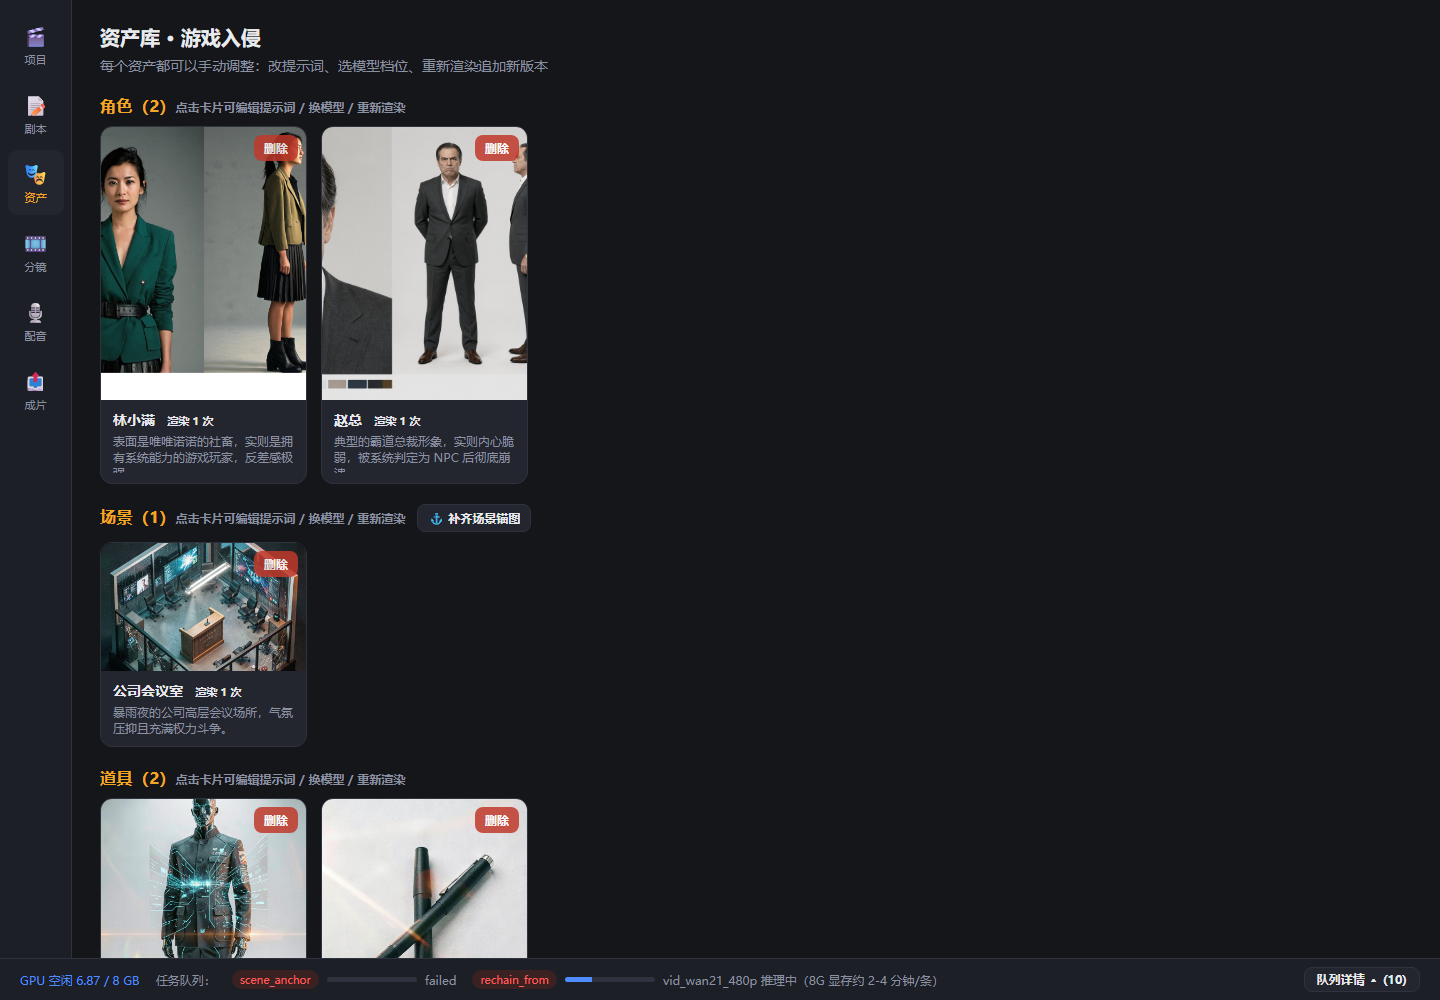 项目
剧本
资产
分镜
配音
成片
资产库 · 游戏入侵
每个资产都可以手动调整：改提示词、选模型档位、重新渲染追加新版本
角色（2） 点击卡片可编辑提示词 / 换模型 / 重新渲染
删除
删除
林小满 渲染 1 次
表面是唯唯诺诺的社畜，实则是拥
有系统能力的游戏玩家，反差感极
赵总 渲染 1 次
典型的霸道总裁形象，实则内心脆
弱，被系统判定为 NPC 后彻底崩
场景（1） 点击卡片可编辑提示词 / 换模型 / 重新渲染 补齐场景锚图
删除
公司会议室 渲染 1 次
暴雨夜的公司高层会议场所，气氛
压抑且充满权力斗争。
道具（2） 点击卡片可编辑提示词 / 换模型 / 重新渲染
删除
删除
GPU 空闲 6.87 / 8 GB 任务队列： scene_anchor failed rechain_from vid_wan21_480p 推理中（8G 显存约 2-4 分钟/条） 队列详情 ▲ (10)